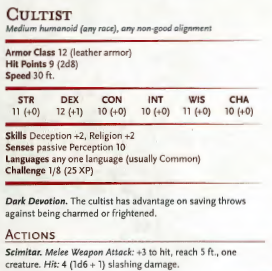 CULTIST
Medium humanoid (any race), any non-good alignment
Armor Class 12 (leather armor)
Hit Points 9 (2d8)
Speed 30 ft.
STR DEX CON INT WIS CHA
11 (+0) 12 (+1) 10 (+0) 10 (+0) 11 (+0) 10 (+0)
Skills Deception +2, Religion +2
Senses passive Perception 10
Languages any one language (usually Common)
Challenge 1/8 (25 XP)
Dark Devotion. The cultist has advantage on saving throws
against being charmed or frightened.
ACTIONS
Scimitar. Melee Weapon Attack: +3 to hit, reach 5 ft., one
creature. Hit: 4 (1d6 + 1) slashing damage.